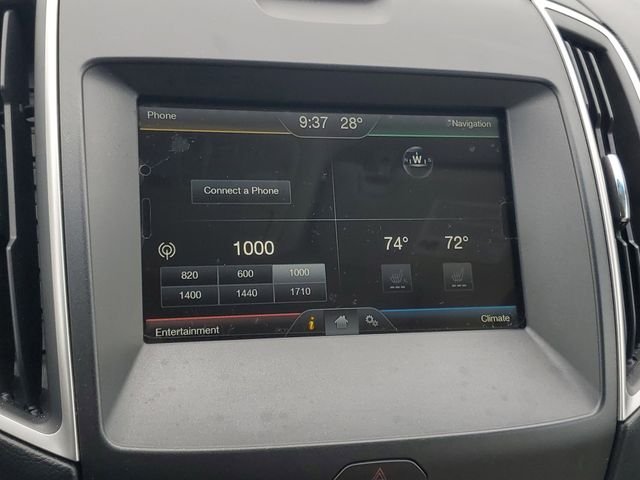 Phone
9:37 28°
Navigation
W
Connect a Phone
1000
74° 72°
820 600 1000
1400 1440 1710
Entertainment
i
Climate